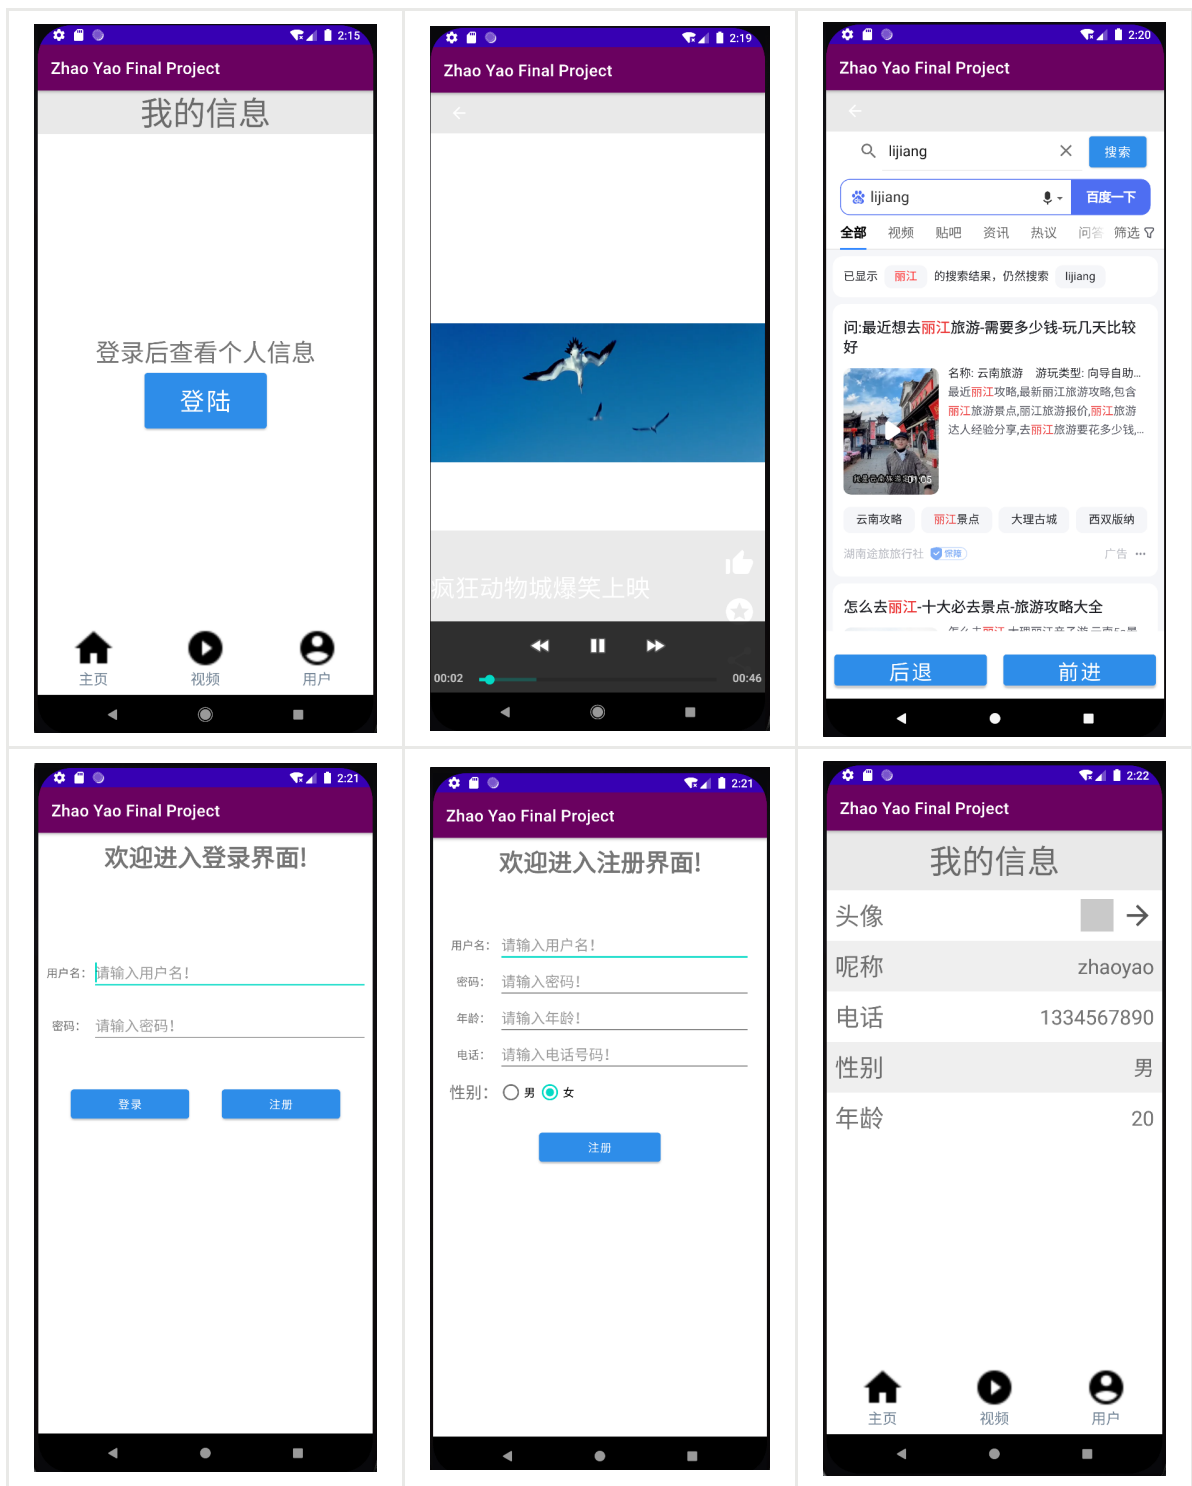 2:15
Zhao Yao Final Project
我的信息
登录后查看个人信息
登陆
主页 视频 用户
2:19
Zhao Yao Final Project
疯狂动物城爆笑上映
00:02 00:46
2:20
Zhao Yao Final Project
lijiang 搜索
lijiang 百度一下
全部 视频 贴吧 资讯 热议 问答 筛选
已显示 丽江 的搜索结果，仍然搜索 lijiang
问:最近想去丽江旅游-需要多少钱-玩几天比较
好
名称: 云南旅游 游玩类型: 向导自助...
最近丽江攻略,最新丽江旅游攻略,包含
丽江旅游景点,丽江旅游报价,丽江旅游
达人经验分享,去丽江旅游要花多少钱,...
01:05
云南攻略 丽江景点 大理古城 西双版纳
湖南途旅旅行社 保障 广告
怎么去丽江-十大必去景点-旅游攻略大全
后退 前进
2:21
Zhao Yao Final Project
欢迎进入登录界面!
用户名： 请输入用户名！
密码： 请输入密码！
登录 注册
2:21
Zhao Yao Final Project
欢迎进入注册界面!
用户名： 请输入用户名！
密码： 请输入密码！
年龄： 请输入年龄！
电话： 请输入电话号码！
性别： 男 女
注册
2:22
Zhao Yao Final Project
我的信息
头像
昵称 zhaoyao
电话 1334567890
性别 男
年龄 20
主页 视频 用户